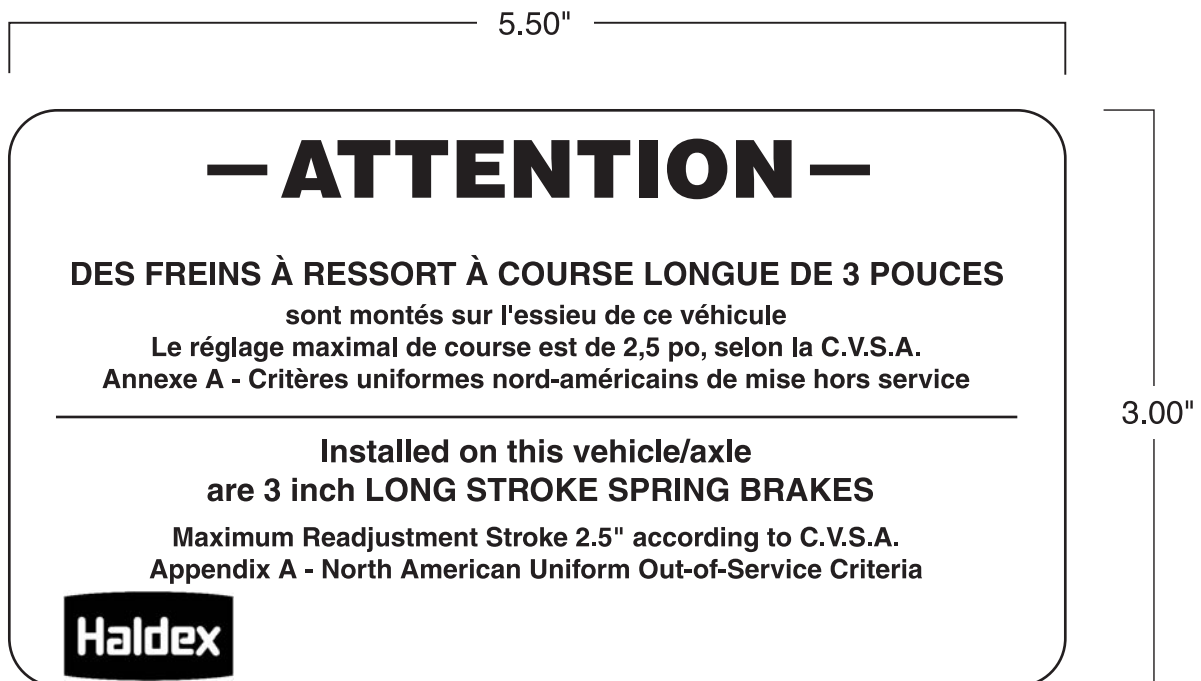 5.50"
— ATTENTION —
DES FREINS À RESSORT À COURSE LONGUE DE 3 POUCES
sont montés sur l'essieu de ce véhicule
Le réglage maximal de course est de 2,5 po, selon la C.V.S.A.
Annexe A - Critères uniformes nord-américains de mise hors service
3.00"
Installed on this vehicle/axle
are 3 inch LONG STROKE SPRING BRAKES
Maximum Readjustment Stroke 2.5" according to C.V.S.A.
Appendix A - North American Uniform Out-of-Service Criteria
Haldex